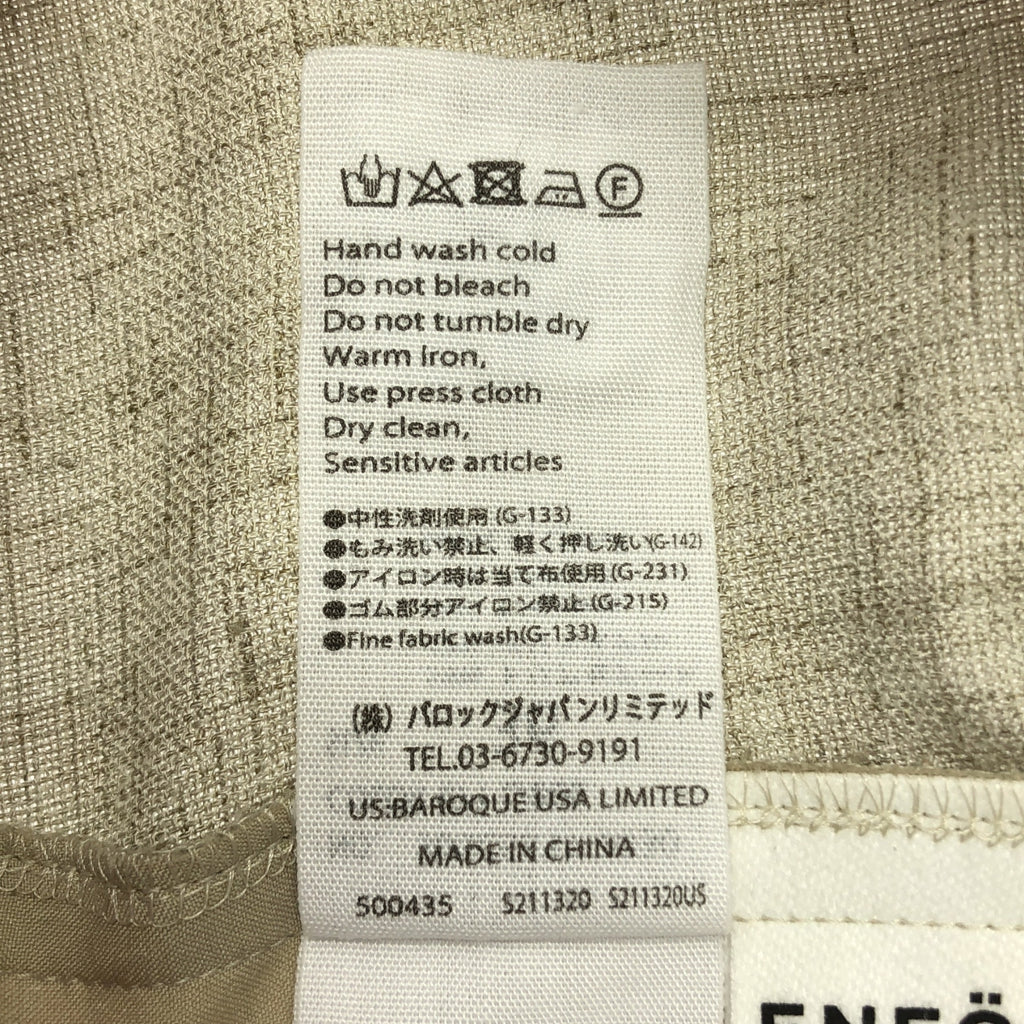 F
Hand wash cold
Do not bleach
Do not tumble dry
Warm iron,
Use press cloth
Dry clean,
Sensitive articles
●中性洗剤使用 (G-133)
●もみ洗い禁止、軽く押し洗い(G-142)
●アイロン時は当て布使用 (G-231)
●ゴム部分アイロン禁止 (G-215)
●Fine fabric wash(G-133)
(株) バロックジャパンリミテッド
TEL.03-6730-9191
US:BAROQUE USA LIMITED
MADE IN CHINA
500435 S211320 S211320US
ENFÖ